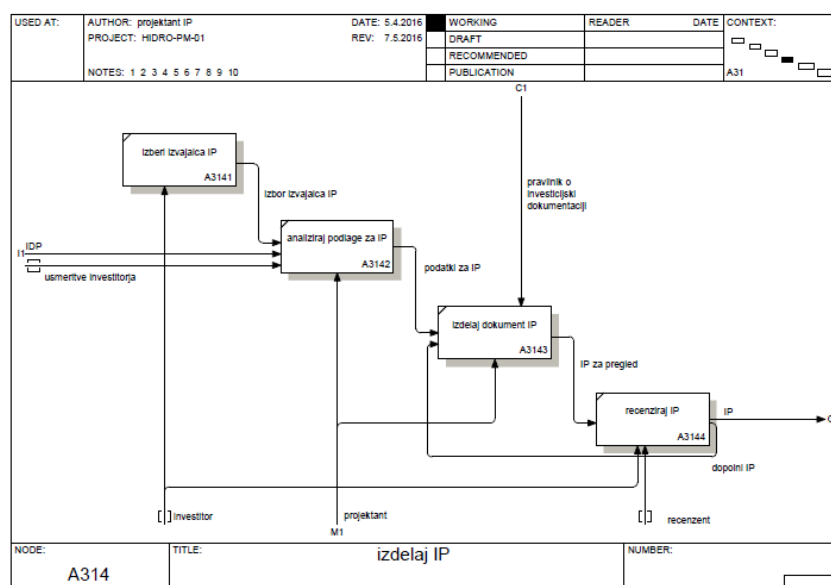 USED AT:
AUTHOR: projektant IP
DATE: 5.4.2016
WORKING
READER
DATE
CONTEXT:
PROJECT: HIDRO-PM-01
REV: 7.5.2016
DRAFT
RECOMMENDED
NOTES: 1 2 3 4 5 6 7 8 9 10
PUBLICATION
A31
C1
izberi izvajalca IP
A3141
pravilnik o
investicijski
dokumentaciji
izbor izvajalca IP
analiziraj podlage za IP
A3142
I1
IDP
usmeritve investitorja
podatki za IP
izdelaj dokument IP
A3143
IP za pregled
recenziraj IP
A3144
IP
dopolni IP
investitor
projektant
M1
recenzent
NODE:
A314
TITLE:
izdelaj IP
NUMBER: